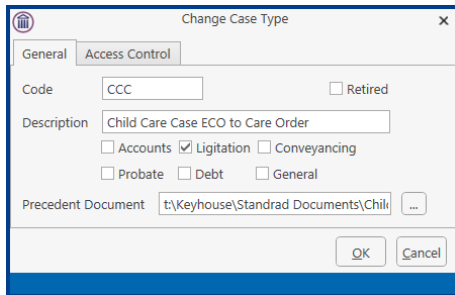 Change Case Type
General Access Control
Code CCC Retired
Description Child Care Case ECO to Care Order
Accounts Ligitation Conveyancing
Probate Debt General
Precedent Document t:\Keyhouse\Standrad Documents\Chil ...
OK Cancel